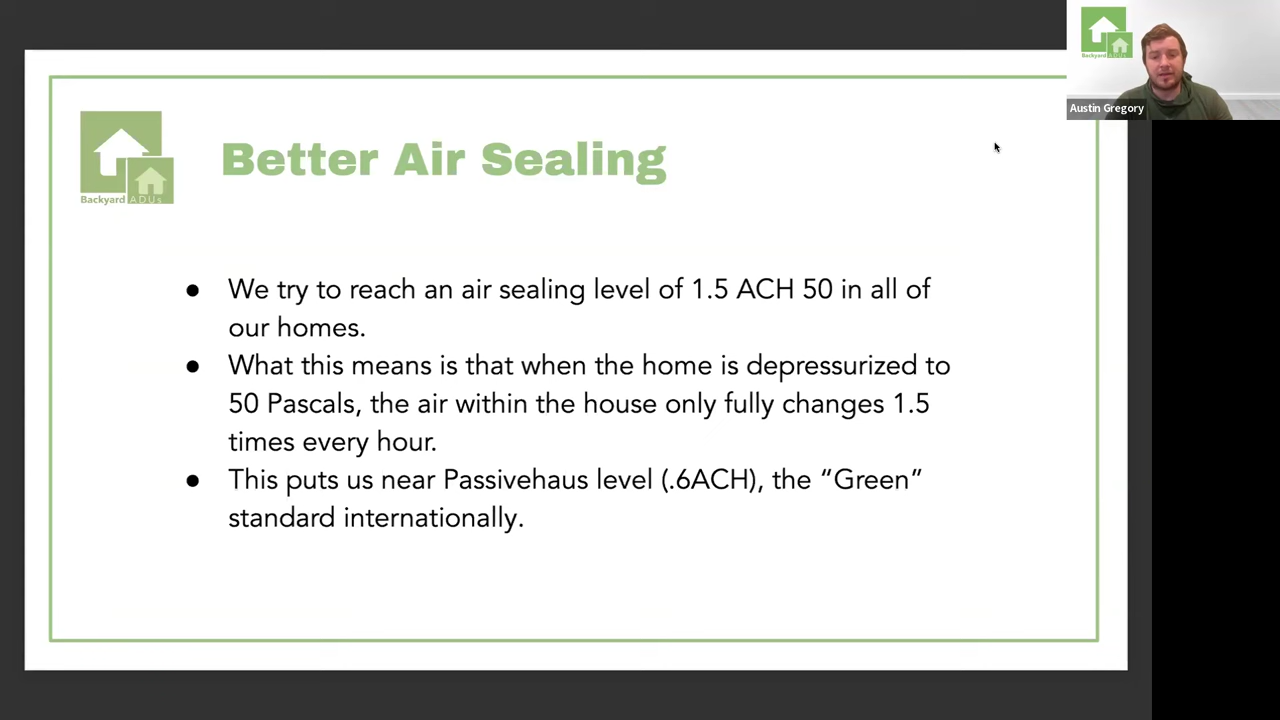 Backyard ADUs
Austin Gregory
Backyard ADUs
Better Air Sealing
● We try to reach an air sealing level of 1.5 ACH 50 in all of
our homes.
● What this means is that when the home is depressurized to
50 Pascals, the air within the house only fully changes 1.5
times every hour.
● This puts us near Passivehaus level (.6ACH), the “Green”
standard internationally.